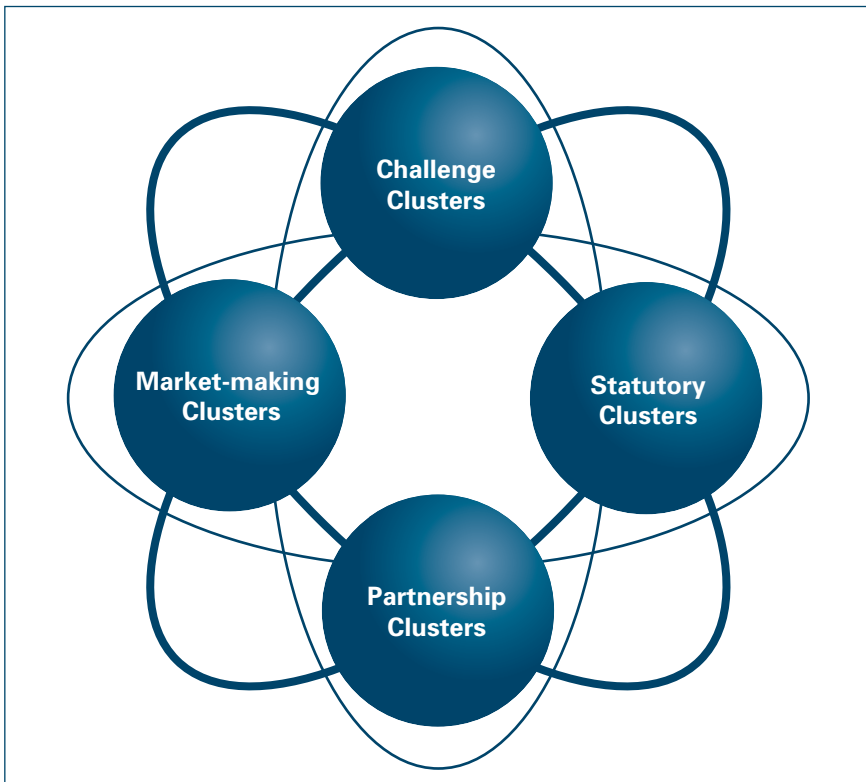 Challenge
Clusters
Market-making
Clusters
Statutory
Clusters
Partnership
Clusters